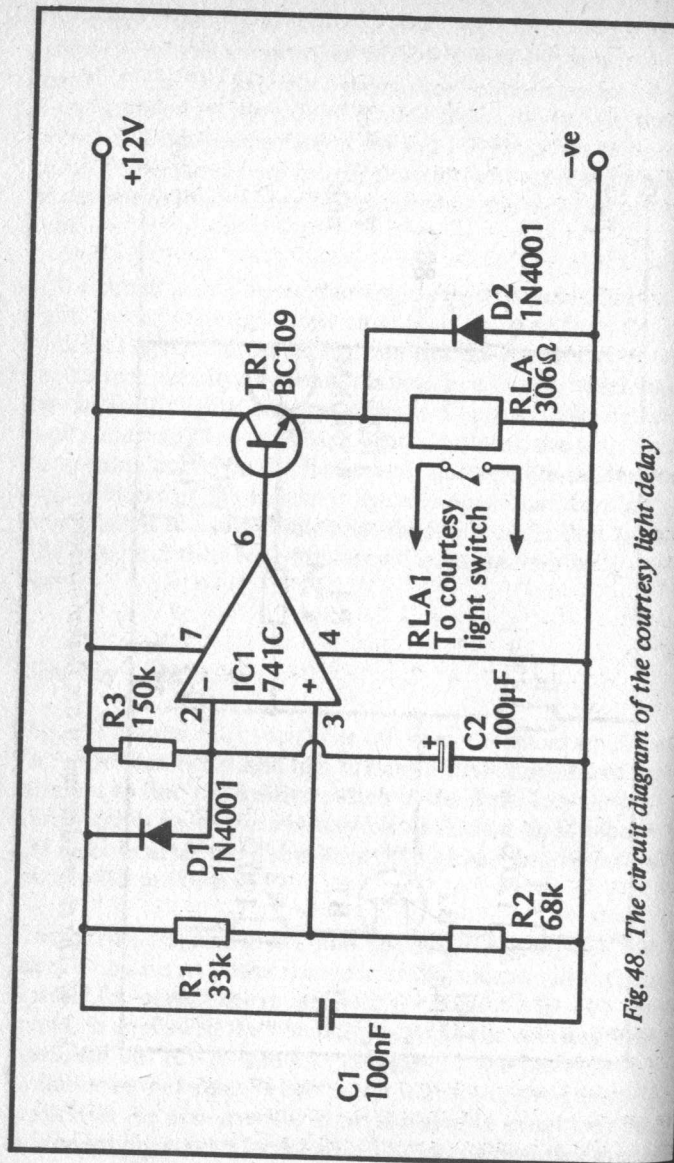 +12V
R3
150k
TR1
BC109
7
2
6
IC1
741C
+
3
4
D1
1N4001
R1
33k
C1
100nF
R2
68k
+
C2
100µF
RLA1
To courtesy
light switch
RLA
306Ω
D2
1N4001
−ve
Fig.48. The circuit diagram of the courtesy light delay